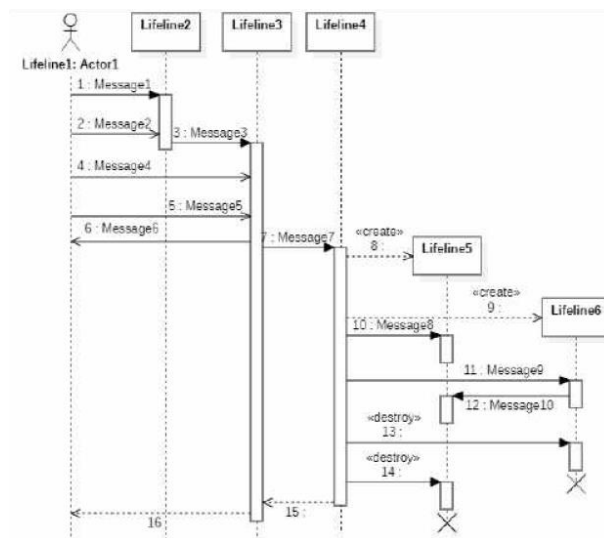 Lifeline2
Lifeline3
Lifeline4
Lifeline1: Actor1
1 : Message1
2 : Message2
3 : Message3
4 : Message4
5 : Message5
6 : Message6
7 : Message7
«create»
8 :
Lifeline5
«create»
9 :
Lifeline6
10 : Message8
11 : Message9
12 : Message10
«destroy»
13 :
«destroy»
14 :
15 :
16